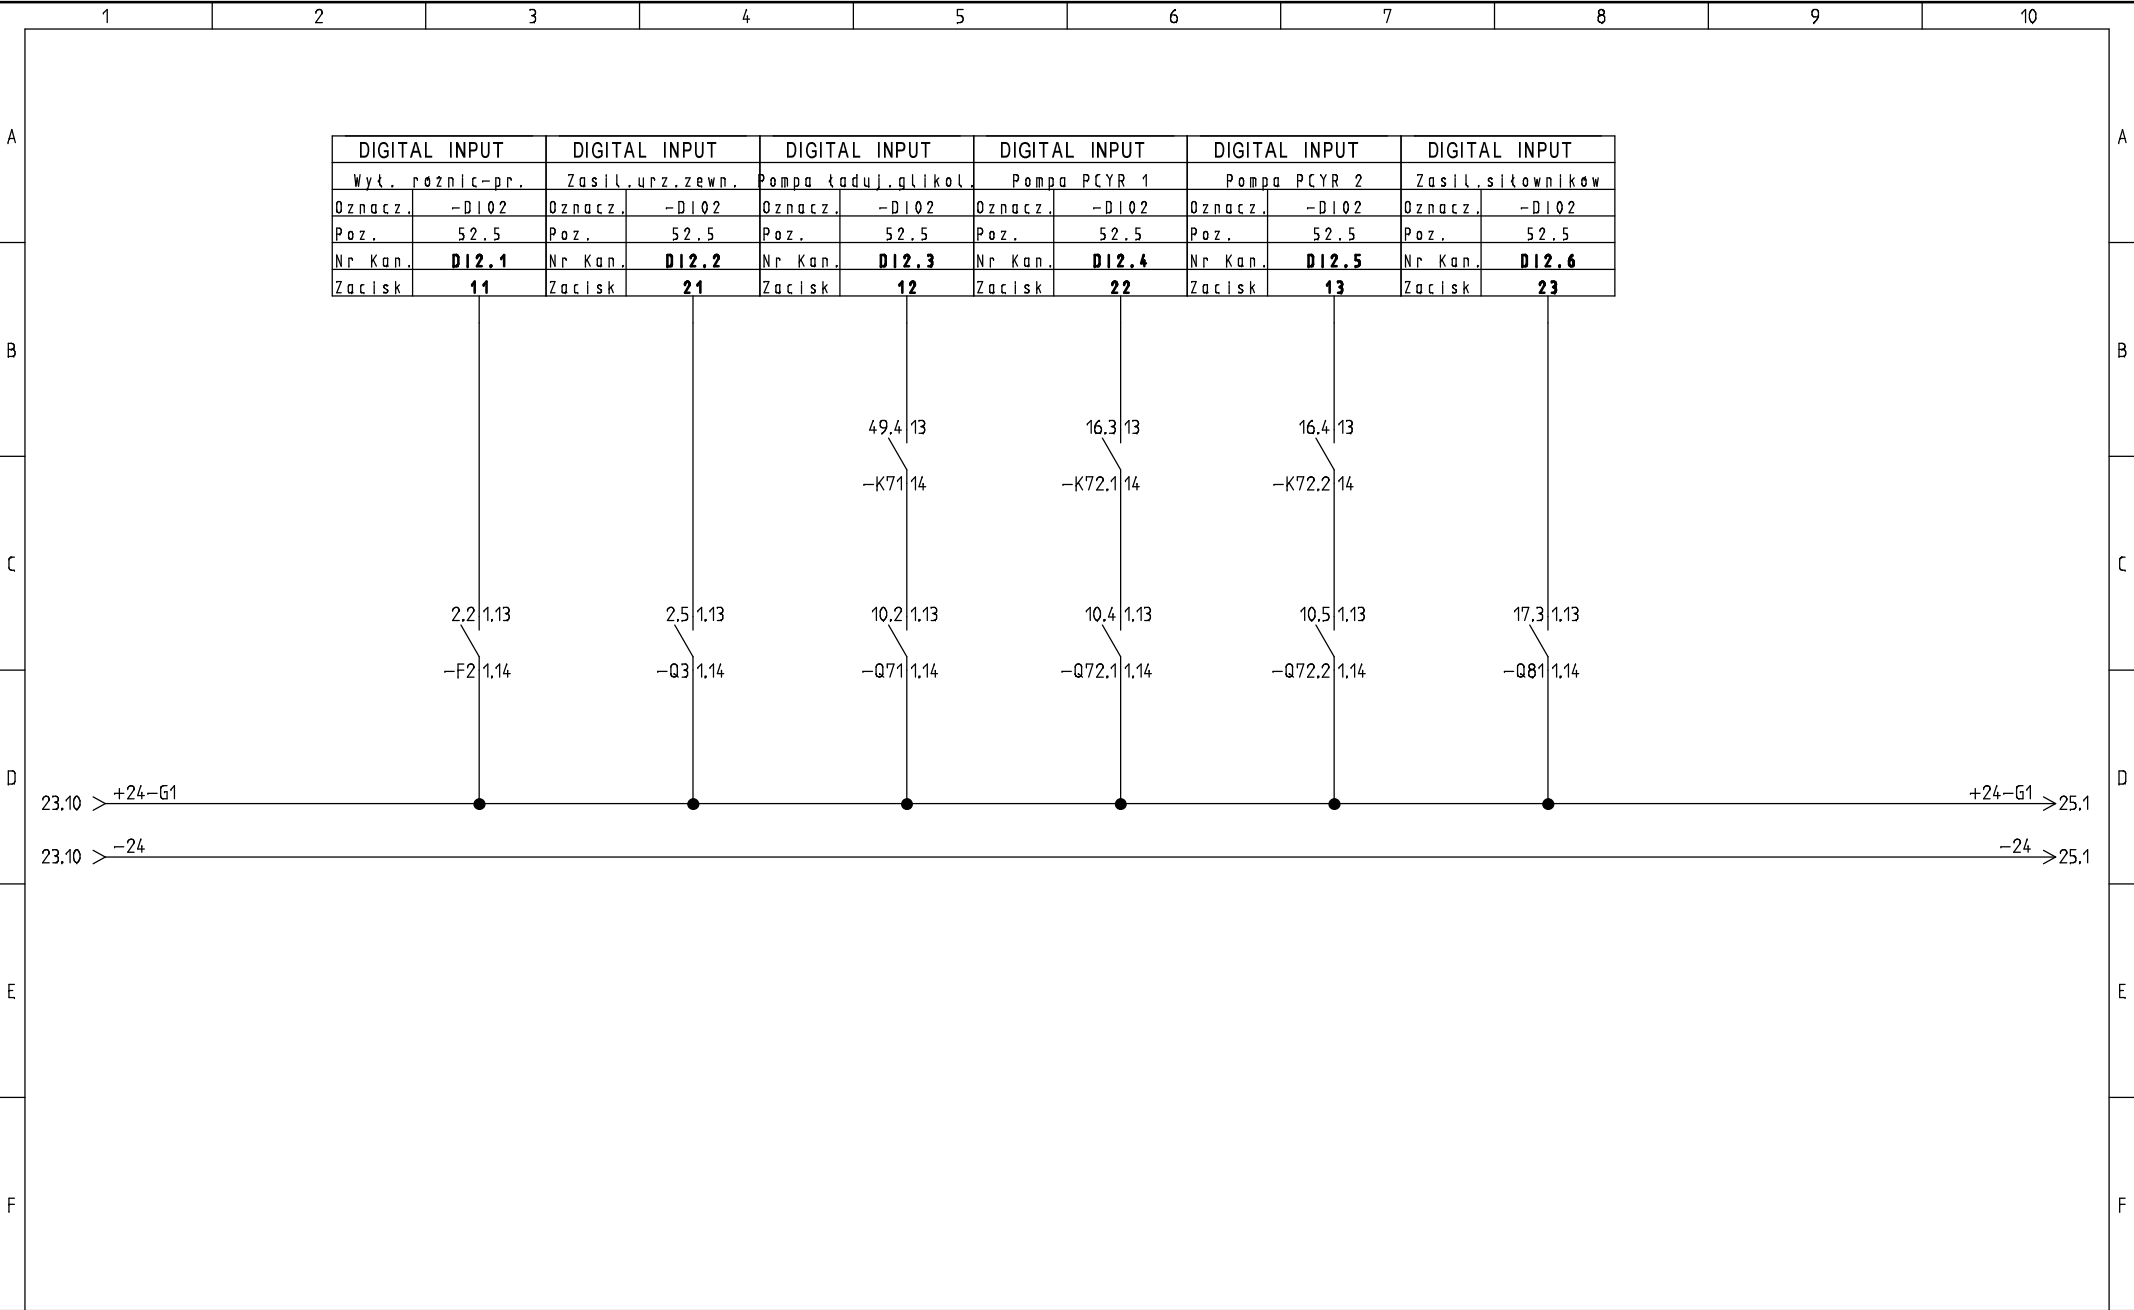 1 2 3 4 5 6 7 8 9 10
A A
DIGITAL INPUT DIGITAL INPUT DIGITAL INPUT DIGITAL INPUT DIGITAL INPUT DIGITAL INPUT
Wył. różnic-pr. Zasil.urz.zewn. Pompa ładuj.glikol. Pompa PCYR 1 Pompa PCYR 2 Zasil.siłowników
Oznacz. -DI02 Oznacz. -DI02 Oznacz. -DI02 Oznacz. -DI02 Oznacz. -DI02 Oznacz. -DI02
Poz. 52.5 Poz. 52.5 Poz. 52.5 Poz. 52.5 Poz. 52.5 Poz. 52.5
Nr Kan. DI2.1 Nr Kan. DI2.2 Nr Kan. DI2.3 Nr Kan. DI2.4 Nr Kan. DI2.5 Nr Kan. DI2.6
Zacisk 11 Zacisk 21 Zacisk 12 Zacisk 22 Zacisk 13 Zacisk 23
B B
49.4 13 16.3 13 16.4 13
-K71 14 -K72.1 14 -K72.2 14
C C
2.2 1.13 2.5 1.13 10.2 1.13 10.4 1.13 10.5 1.13 17.3 1.13
-F2 1.14 -Q3 1.14 -Q71 1.14 -Q72.1 1.14 -Q72.2 1.14 -Q81 1.14
D D
23.10 +24-G1 +24-G1 25.1
23.10 -24 -24 25.1
E E
F F